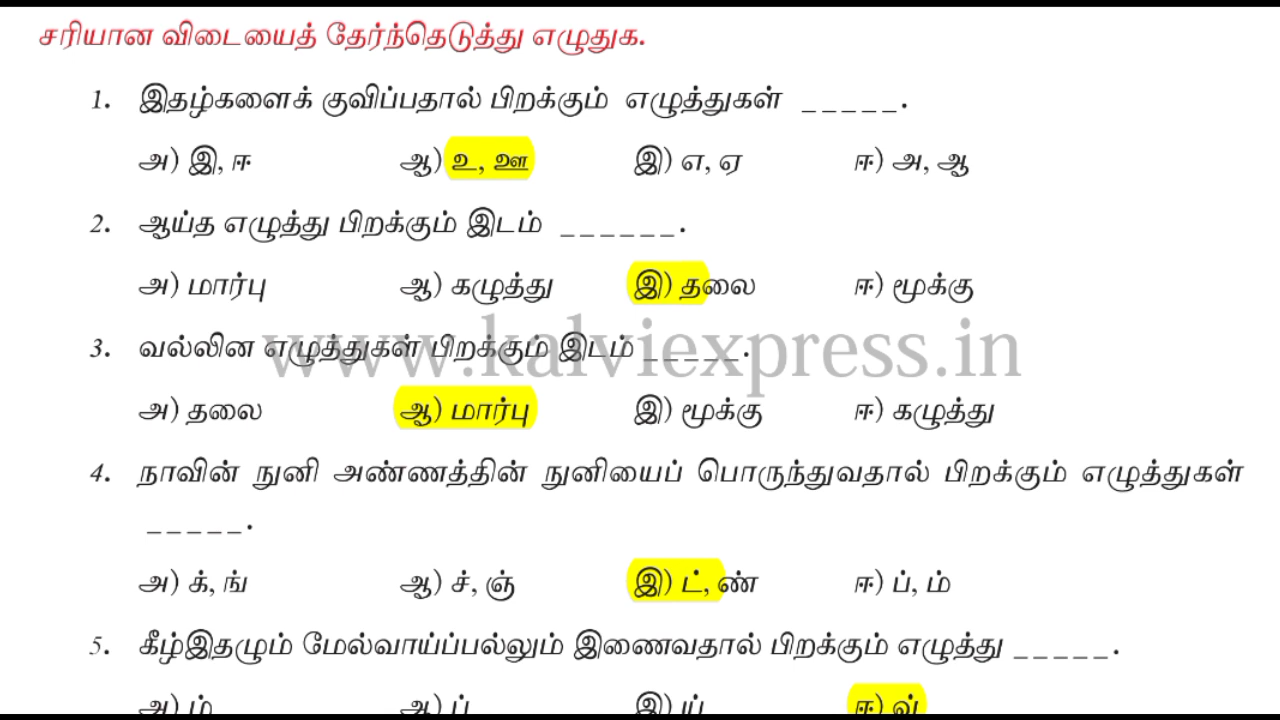 சரியான விடையைத் தேர்ந்தெடுத்து எழுதுக.
1. இதழ்களைக் குவிப்பதால் பிறக்கும் எழுத்துகள் _____.
அ) இ, ஈ ஆ) உ, ஊ இ) எ, ஏ ஈ) அ, ஆ
2. ஆய்த எழுத்து பிறக்கும் இடம் ______.
அ) மார்பு ஆ) கழுத்து இ) தலை ஈ) மூக்கு
3. வல்லின எழுத்துகள் பிறக்கும் இடம் _____.
www.kalviexpress.in
அ) தலை ஆ) மார்பு இ) மூக்கு ஈ) கழுத்து
4. நாவின் நுனி அண்ணத்தின் நுனியைப் பொருந்துவதால் பிறக்கும் எழுத்துகள்
_____.
அ) க், ங் ஆ) ச், ஞ் இ) ட், ண் ஈ) ப், ம்
5. கீழ்இதழும் மேல்வாய்ப்பல்லும் இணைவதால் பிறக்கும் எழுத்து _____.
அ) ம் ஆ) ப் இ) ய் ஈ) வ்